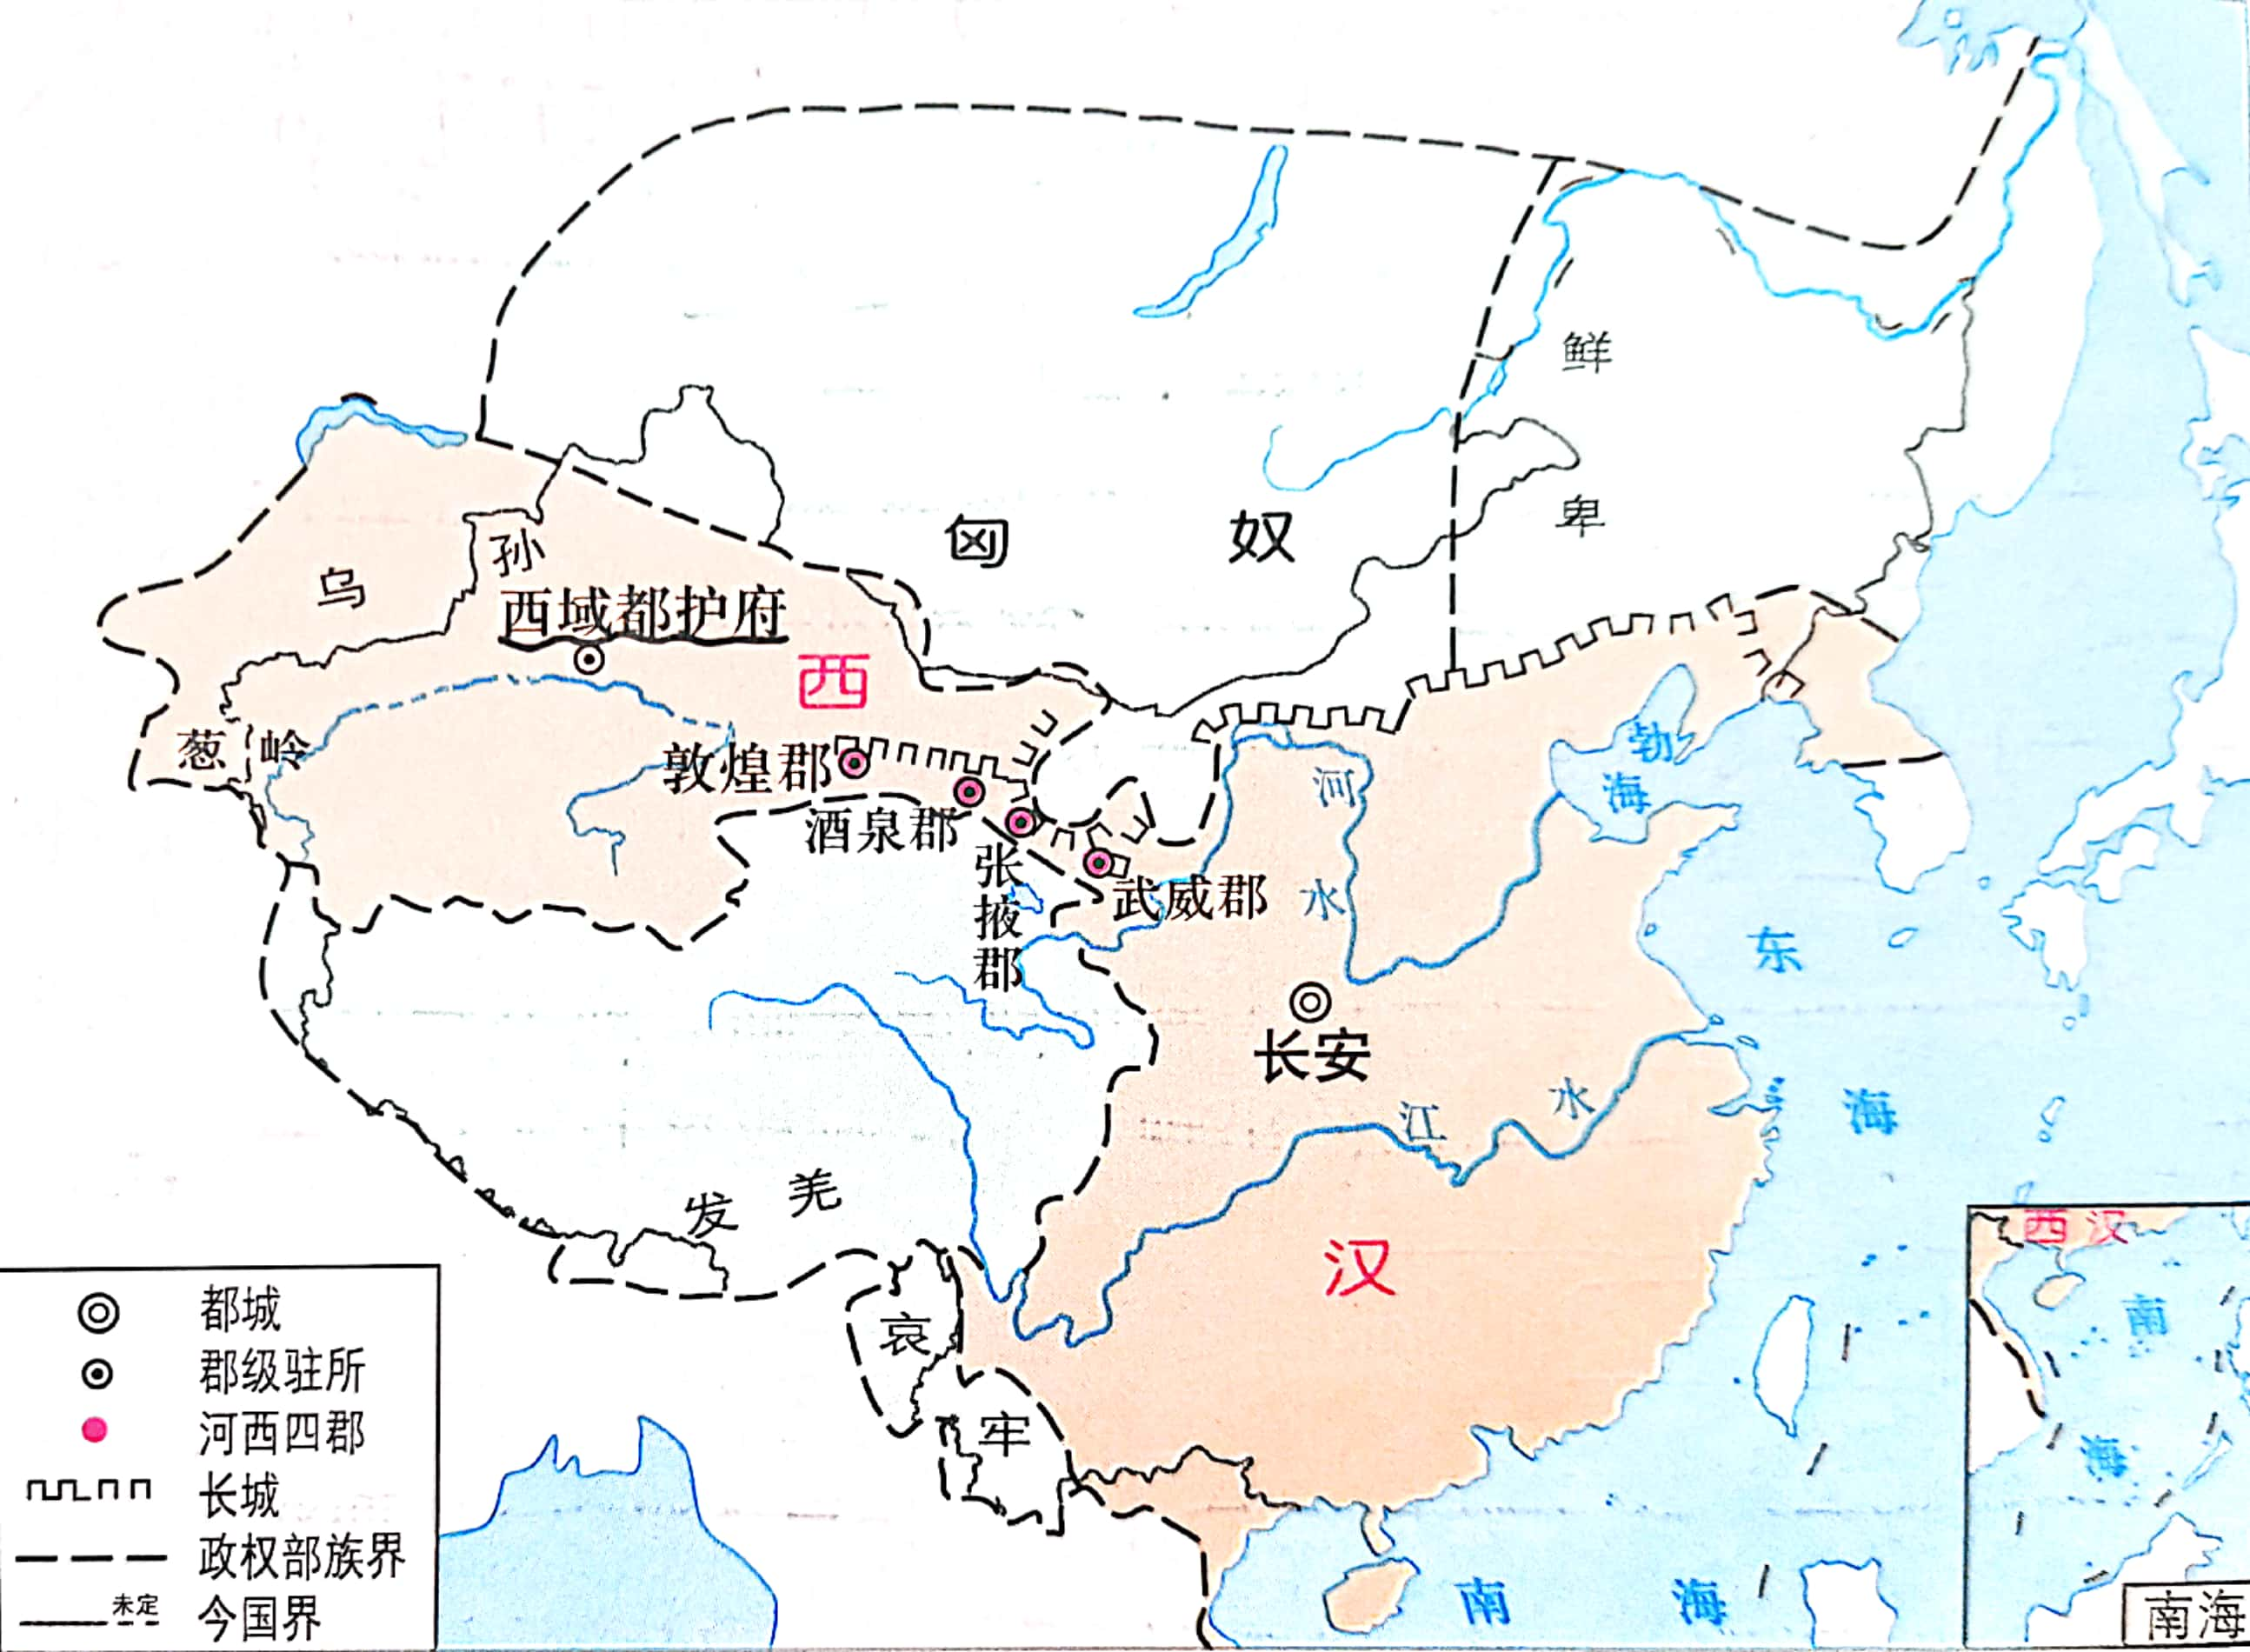 匈奴
鲜卑
乌孙
西域都护府
西汉
葱岭
敦煌郡
酒泉郡
张掖郡
武威郡
河水
勃海
东海
长安
江水
发羌
哀牢
南海
西汉
南海
南海
都城
郡级驻所
河西四郡
长城
政权部族界
未定
今国界